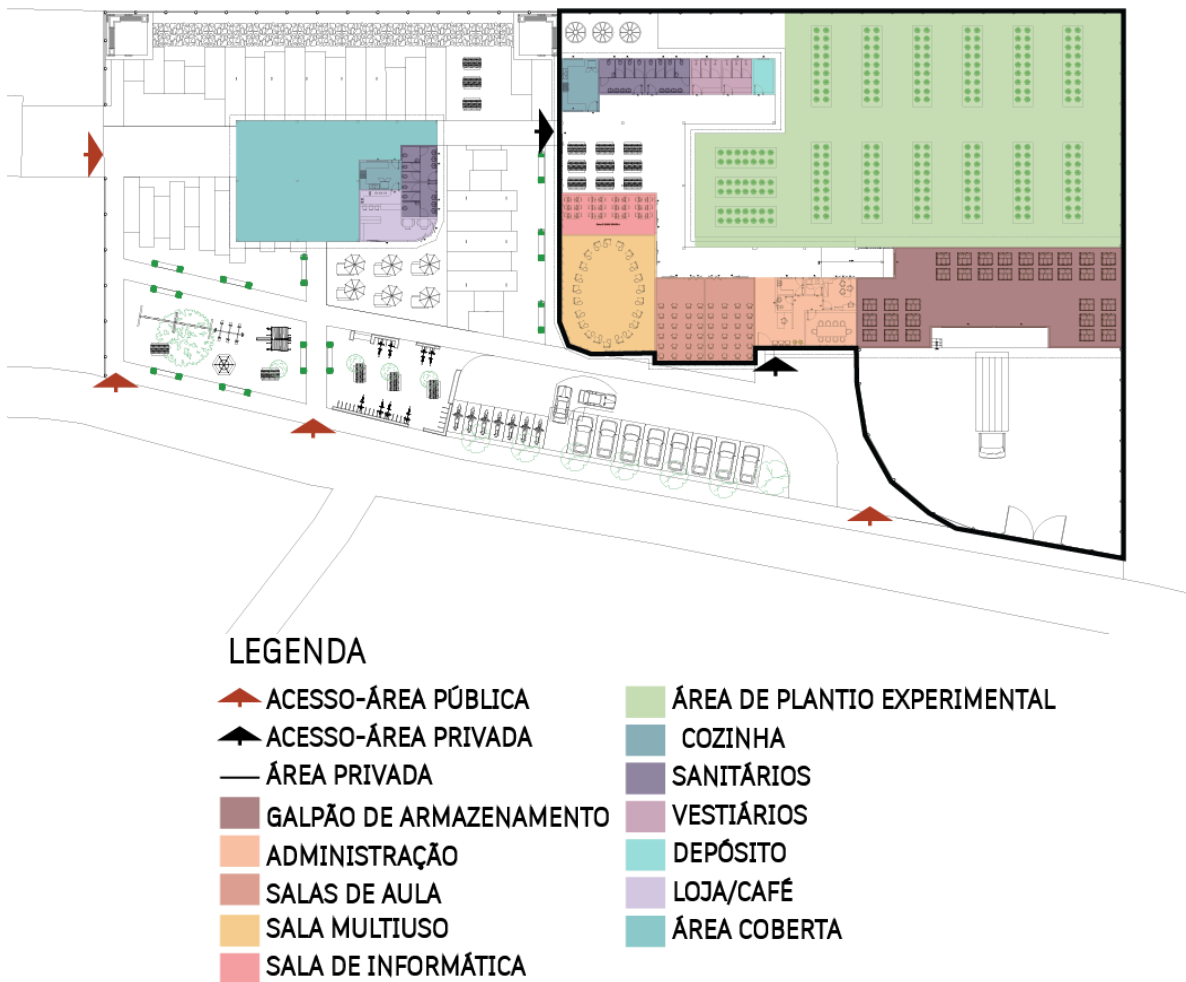 LEGENDA
ACESSO-ÁREA PÚBLICA
ACESSO-ÁREA PRIVADA
ÁREA PRIVADA
GALPÃO DE ARMAZENAMENTO
ADMINISTRAÇÃO
SALAS DE AULA
SALA MULTIUSO
SALA DE INFORMÁTICA
ÁREA DE PLANTIO EXPERIMENTAL
COZINHA
SANITÁRIOS
VESTIÁRIOS
DEPÓSITO
LOJA/CAFÉ
ÁREA COBERTA